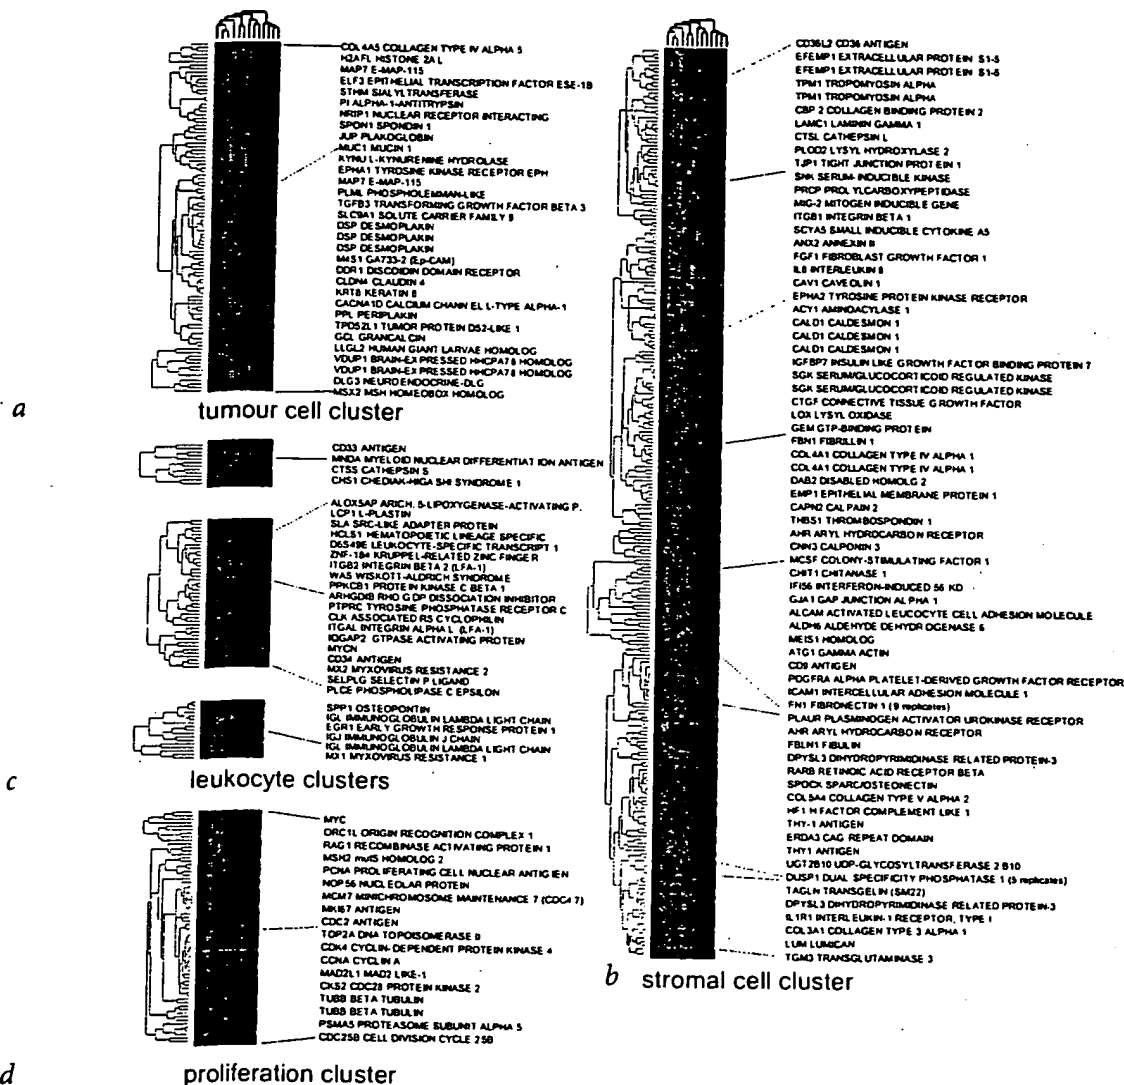 COL4A5 COLLAGEN TYPE IV ALPHA 5
H2AFL HISTONE 2A L
MAP7 E-MAP-115
ELF3 EPITHELIAL TRANSCRIPTION FACTOR ESE-1B
STHM SIALYLTRANSFERASE
PI ALPHA-1-ANTITRYPSIN
NRIP1 NUCLEAR RECEPTOR INTERACTING
SPON1 SPONDIN 1
JUP PLAKOGLOBIN
MUC1 MUCIN 1
KYNU L-KYNURENINE HYDROLASE
EPHA1 TYROSINE KINASE RECEPTOR EPH
MAP7 E-MAP-115
PLML PHOSPHOLEMMAN-LIKE
TGFB3 TRANSFORMING GROWTH FACTOR BETA 3
SLC9A1 SOLUTE CARRIER FAMILY 9
DSP DESMOPLAKIN
DSP DESMOPLAKIN
DSP DESMOPLAKIN
M4S1 GA733-2 (Ep-CAM)
DDR1 DISCOIDIN DOMAIN RECEPTOR
CLDN4 CLAUDIN 4
KRT8 KERATIN 8
CACNA1D CALCIUM CHANNEL L-TYPE ALPHA-1
PPL PERIPLAKIN
TPD52L1 TUMOR PROTEIN D52-LIKE 1
GCL GRANCALCIN
LLGL2 HUMAN GIANT LARVAE HOMOLOG
VDUP1 BRAIN-EXPRESSED HHCPA78 HOMOLOG
VDUP1 BRAIN-EXPRESSED HHCPA78 HOMOLOG
DLG3 NEUROENDOCRINE-DLG
MSX2 MSH HOMEOBOX HOMOLOG
a
tumour cell cluster
CD33 ANTIGEN
MNDA MYELOID NUCLEAR DIFFERENTIATION ANTIGEN
CTSS CATHEPSIN S
CHS1 CHEDIAK-HIGASHI SYNDROME 1
ALOX5AP ARICH. 5-LIPOXYGENASE-ACTIVATING P.
LCP1 L-PLASTIN
SLA SRC-LIKE ADAPTER PROTEIN
HCLS1 HEMATOPOIETIC LINEAGE SPECIFIC
D6S49E LEUKOCYTE-SPECIFIC TRANSCRIPT 1
ZNF-184 KRUPPEL-RELATED ZINC FINGER
ITGB2 INTEGRIN BETA 2 (LFA-1)
WAS WISKOTT-ALDRICH SYNDROME
PPKCB1 PROTEIN KINASE C BETA 1
ARHGDIB RHO GDP DISSOCIATION INHIBITOR
PTPRC TYROSINE PHOSPHATASE RECEPTOR C
CLK ASSOCIATED RS CYCLOPHILIN
ITGAL INTEGRIN ALPHA L (LFA-1)
IQGAP2 GTPASE ACTIVATING PROTEIN
MYCN
CD34 ANTIGEN
MX2 MYXOVIRUS RESISTANCE 2
SELPLG SELECTIN P LIGAND
PLCE PHOSPHOLIPASE C EPSILON
SPP1 OSTEOPONTIN
IGL IMMUNOGLOBULIN LAMBDA LIGHT CHAIN
EGR1 EARLY GROWTH RESPONSE PROTEIN 1
IGJ IMMUNOGLOBULIN J CHAIN
IGL IMMUNOGLOBULIN LAMBDA LIGHT CHAIN
MX1 MYXOVIRUS RESISTANCE 1
c
leukocyte clusters
MYC
ORC1L ORIGIN RECOGNITION COMPLEX 1
RAG1 RECOMBINASE ACTIVATING PROTEIN 1
MSH2 mutS HOMOLOG 2
PCNA PROLIFERATING CELL NUCLEAR ANTIGIEN
NOP56 NUCLEOLAR PROTEIN
MCM7 MINICHROMOSOME MAINTENANCE 7 (CDC47)
MKI67 ANTIGEN
CDC2 ANTIGEN
TOP2A DNA TOPOISOMERASE II
CDK4 CYCLIN-DEPENDENT PROTEIN KINASE 4
CCNA CYCLIN A
MAD2L1 MAD2 LIKE-1
CKS2 CDC28 PROTEIN KINASE 2
TUBB BETA TUBULIN
TUBB BETA TUBULIN
PSMA5 PROTEASOME SUBUNIT ALPHA 5
CDC25B CELL DIVISION CYCLE 25B
d
proliferation cluster
CD36L2 CD36 ANTIGEN
EFEMP1 EXTRACELLULAR PROTEIN S1-5
EFEMP1 EXTRACELLULAR PROTEIN S1-5
TPM1 TROPOMYOSIN ALPHA
TPM1 TROPOMYOSIN ALPHA
CBP 2 COLLAGEN BINDING PROTEIN 2
LAMC1 LAMININ GAMMA 1
CTSL CATHEPSIN L
PLOD2 LYSYL HYDROXYLASE 2
TJP1 TIGHT JUNCTION PROTEIN 1
SNK SERUM-INDUCIBLE KINASE
PRCP PROLYLCARBOXYPEPTIDASE
MIG-2 MITOGEN INDUCIBLE GENE
ITGB1 INTEGRIN BETA 1
SCYA5 SMALL INDUCIBLE CYTOKINE A5
ANX2 ANNEXIN II
FGF1 FIBROBLAST GROWTH FACTOR 1
IL8 INTERLEUKIN 8
CAV1 CAVEOLIN 1
EPHA2 TYROSINE PROTEIN KINASE RECEPTOR
ACY1 AMINOACYLASE 1
CALD1 CALDESMON 1
CALD1 CALDESMON 1
CALD1 CALDESMON 1
IGFBP7 INSULIN LIKE GROWTH FACTOR BINDING PROTEIN 7
SGK SERUM/GLUCOCORTICOID REGULATED KINASE
SGK SERUM/GLUCOCORTICOID REGULATED KINASE
CTGF CONNECTIVE TISSUE GROWTH FACTOR
LOX LYSYL OXIDASE
GEM GTP-BINDING PROTEIN
FBN1 FIBRILLIN 1
COL4A1 COLLAGEN TYPE IV ALPHA 1
COL4A1 COLLAGEN TYPE IV ALPHA 1
DAB2 DISABLED HOMOLG 2
EMP1 EPITHELIAL MEMBRANE PROTEIN 1
CAPN2 CALPAIN 2
THBS1 THROMBOSPONDIN 1
AHR ARYL HYDROCARBON RECEPTOR
CNN3 CALPONIN 3
MCSF COLONY-STIMULATING FACTOR 1
CHIT1 CHITANASE 1
IFI56 INTERFERON-INDUCED 56 KD
GJA1 GAP JUNCTION ALPHA 1
ALCAM ACTIVATED LEUCOCYTE CELL ADHESION MOLECULE
ALDH6 ALDEHYDE DEHYDROGENASE 6
MEIS1 HOMOLOG
ATG1 GAMMA ACTIN
CD9 ANTIGEN
PDGFRA ALPHA PLATELET-DERIVED GROWTH FACTOR RECEPTOR
ICAM1 INTERCELLULAR ADHESION MOLECULE 1
FN1 FIBRONECTIN 1 (9 replicates)
PLAUR PLASMINOGEN ACTIVATOR UROKINASE RECEPTOR
AHR ARYL HYDROCARBON RECEPTOR
FBLN1 FIBULIN
DPYSL3 DIHYDROPYRIMIDINASE RELATED PROTEIN-3
RARB RETINOIC ACID RECEPTOR BETA
SPOCK SPARC/OSTEONECTIN
COL5A4 COLLAGEN TYPE V ALPHA 2
HF1 H FACTOR COMPLEMENT LIKE 1
THY-1 ANTIGEN
ERDA3 CAG REPEAT DOMAIN
THY1 ANTIGEN
UGT2B10 UDP-GLYCOSYLTRANSFERASE 2 B10
DUSP1 DUAL SPECIFICITY PHOSPHATASE 1 (5 replicates)
TAGLN TRANSGELIN (SM22)
DPYSL3 DIHYDROPYRIMIDINASE RELATED PROTEIN-3
IL1R1 INTERLEUKIN-1 RECEPTOR, TYPE I
COL3A1 COLLAGEN TYPE 3 ALPHA 1
LUM LUMICAN
TGM3 TRANSGLUTAMINASE 3
b
stromal cell cluster